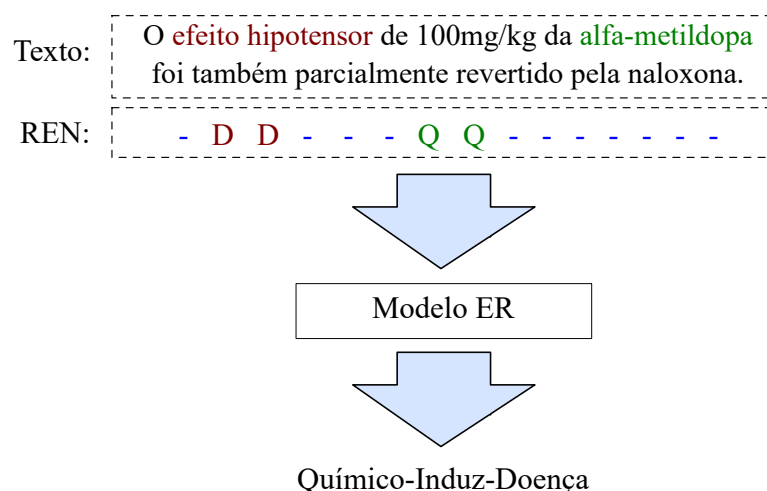 Texto: O efeito hipotensor de 100mg/kg da alfa-metildopa
foi também parcialmente revertido pela naloxona.
REN: - D D - - - Q Q - - - - - -
Modelo ER
Químico-Induz-Doença